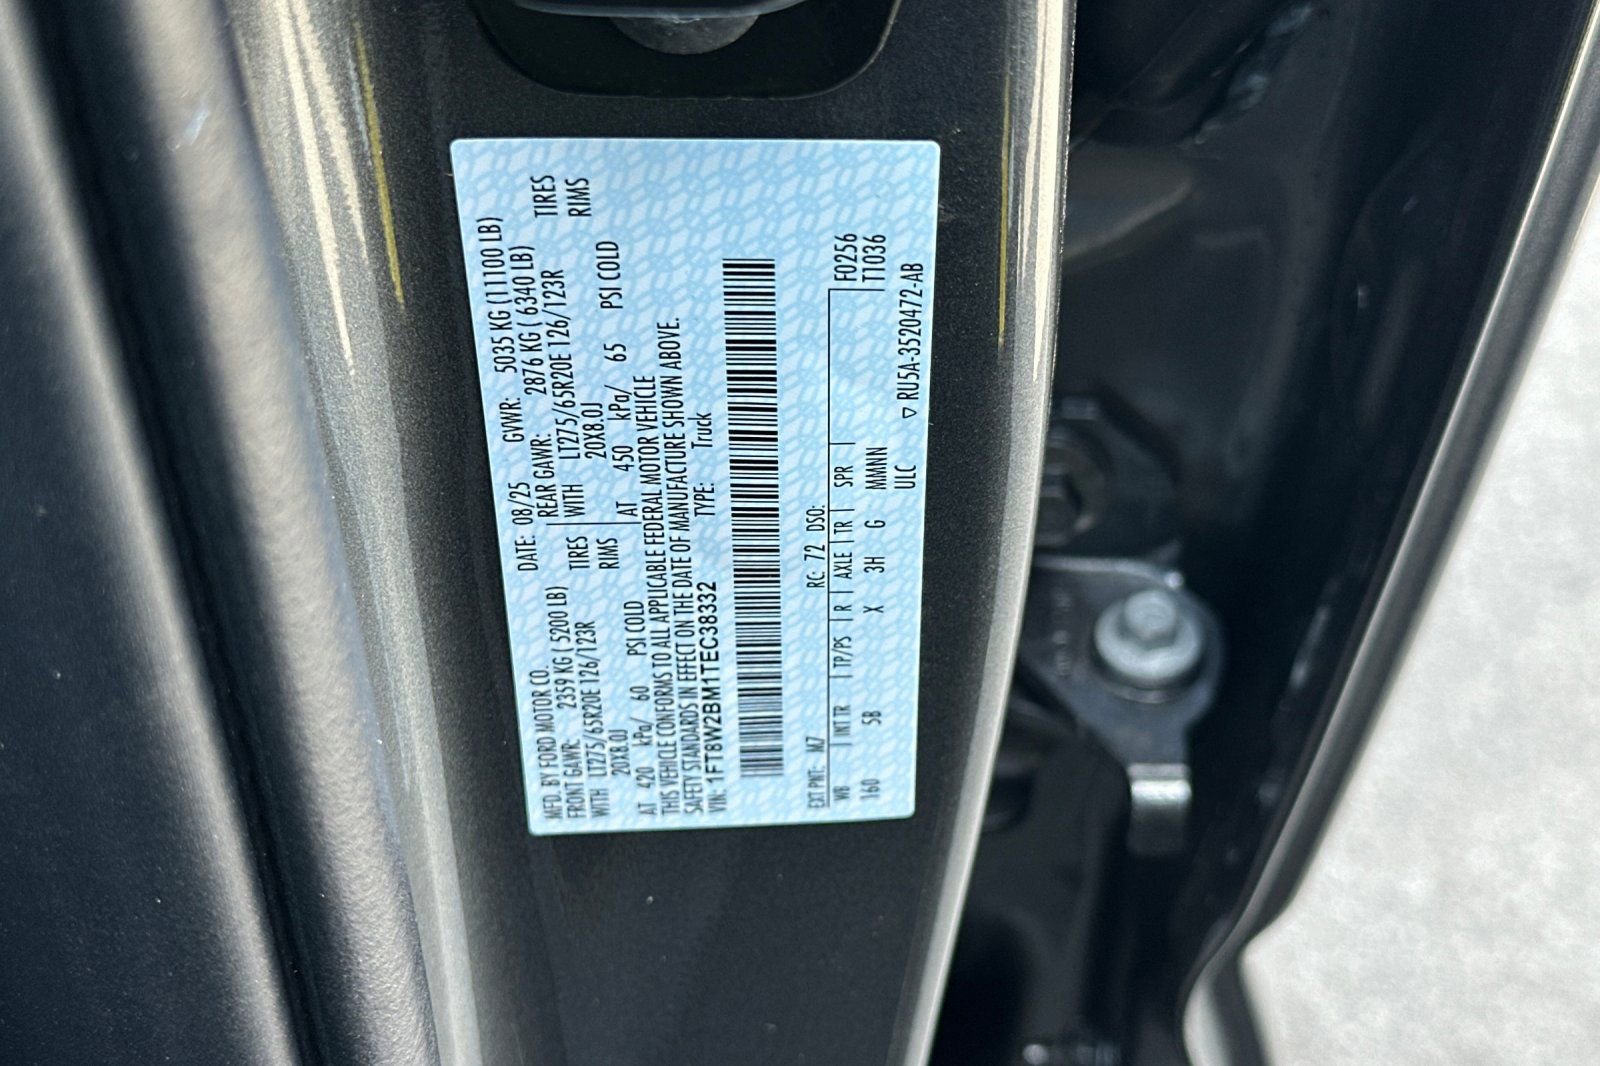 MFD. BY FORD MOTOR CO.
DATE: 08/25 GVWR: 5035 KG (11100 LB)
FRONT GAWR: 2359 KG ( 5200 LB) REAR GAWR: 2876 KG ( 6340 LB)
WITH LT275/65R20E 126/123R TIRES WITH LT275/65R20E 126/123R TIRES
20X8.0J RIMS 20X8.0J RIMS
AT 420 kPa/ 60 PSI COLD AT 450 kPa/ 65 PSI COLD
THIS VEHICLE CONFORMS TO ALL APPLICABLE FEDERAL MOTOR VEHICLE
SAFETY STANDARDS IN EFFECT ON THE DATE OF MANUFACTURE SHOWN ABOVE.
VIN: 1FT8W2BM1TEC38332 TYPE: Truck
EXT PNT: M7 RC: 72 DSO: F0256
WB INT TR TP/PS R AXLE TR SPR T1036
160 5B X 3H G MMNN
ULC RU5A-3520472-AB